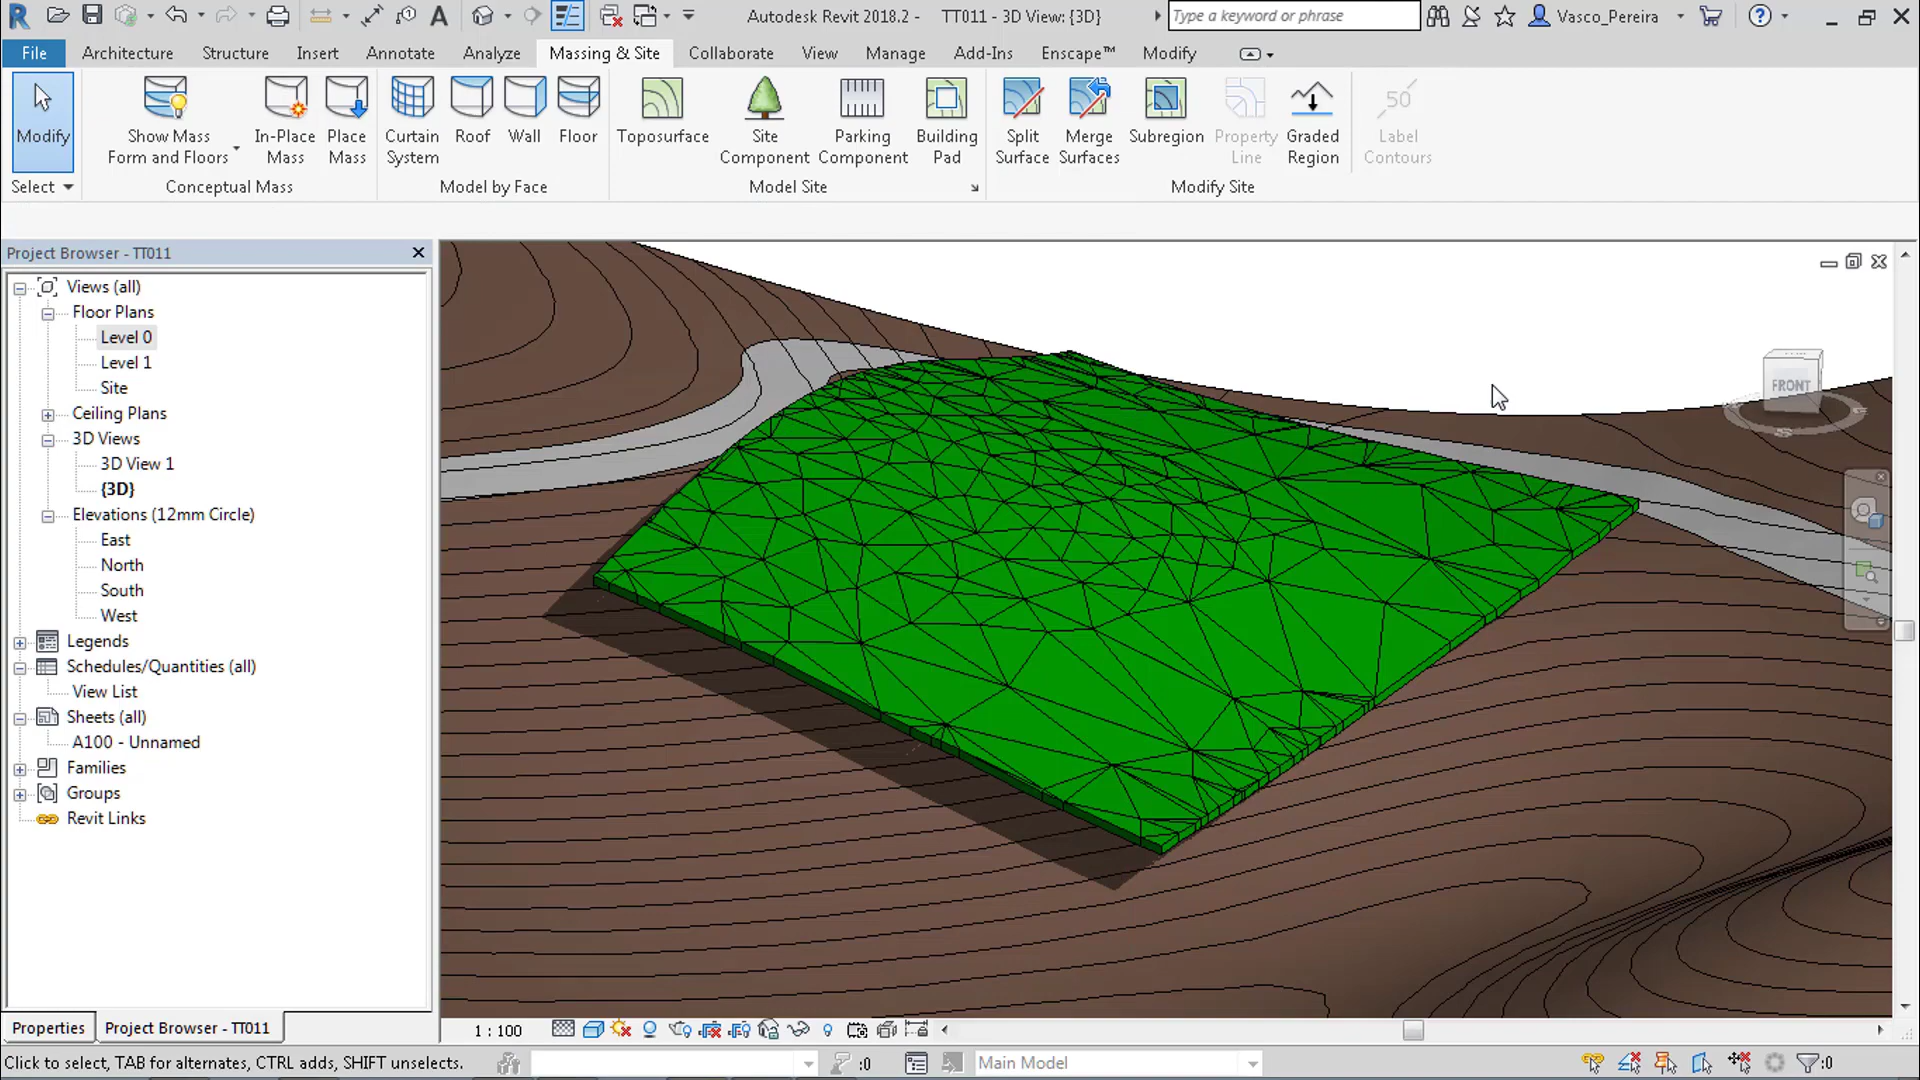 Autodesk Revit 2018.2 -    TT011 - 3D View: {3D}
Type a keyword or phrase
Vasco_Pereira
File Architecture Structure Insert Annotate Analyze Massing & Site Collaborate View Manage Add-Ins Enscape™ Modify
Modify
Show Mass
Form and Floors
In-Place
Mass
Place
Mass
Curtain
System
Roof
Wall
Floor
Toposurface
Site
Component
Parking
Component
Building
Pad
Split
Surface
Merge
Surfaces
Subregion
Property
Line
Graded
Region
50
Label
Contours
Select
Conceptual Mass
Model by Face
Model Site
Modify Site
Project Browser - TT011
Views (all)
Floor Plans
Level 0
Level 1
Site
Ceiling Plans
3D Views
3D View 1
{3D}
Elevations (12mm Circle)
East
North
South
West
Legends
Schedules/Quantities (all)
View List
Sheets (all)
A100 - Unnamed
Families
Groups
Revit Links
FRONT
Properties
Project Browser - TT011
1 : 100
Click to select, TAB for alternates, CTRL adds, SHIFT unselects.
:0
Main Model
:0